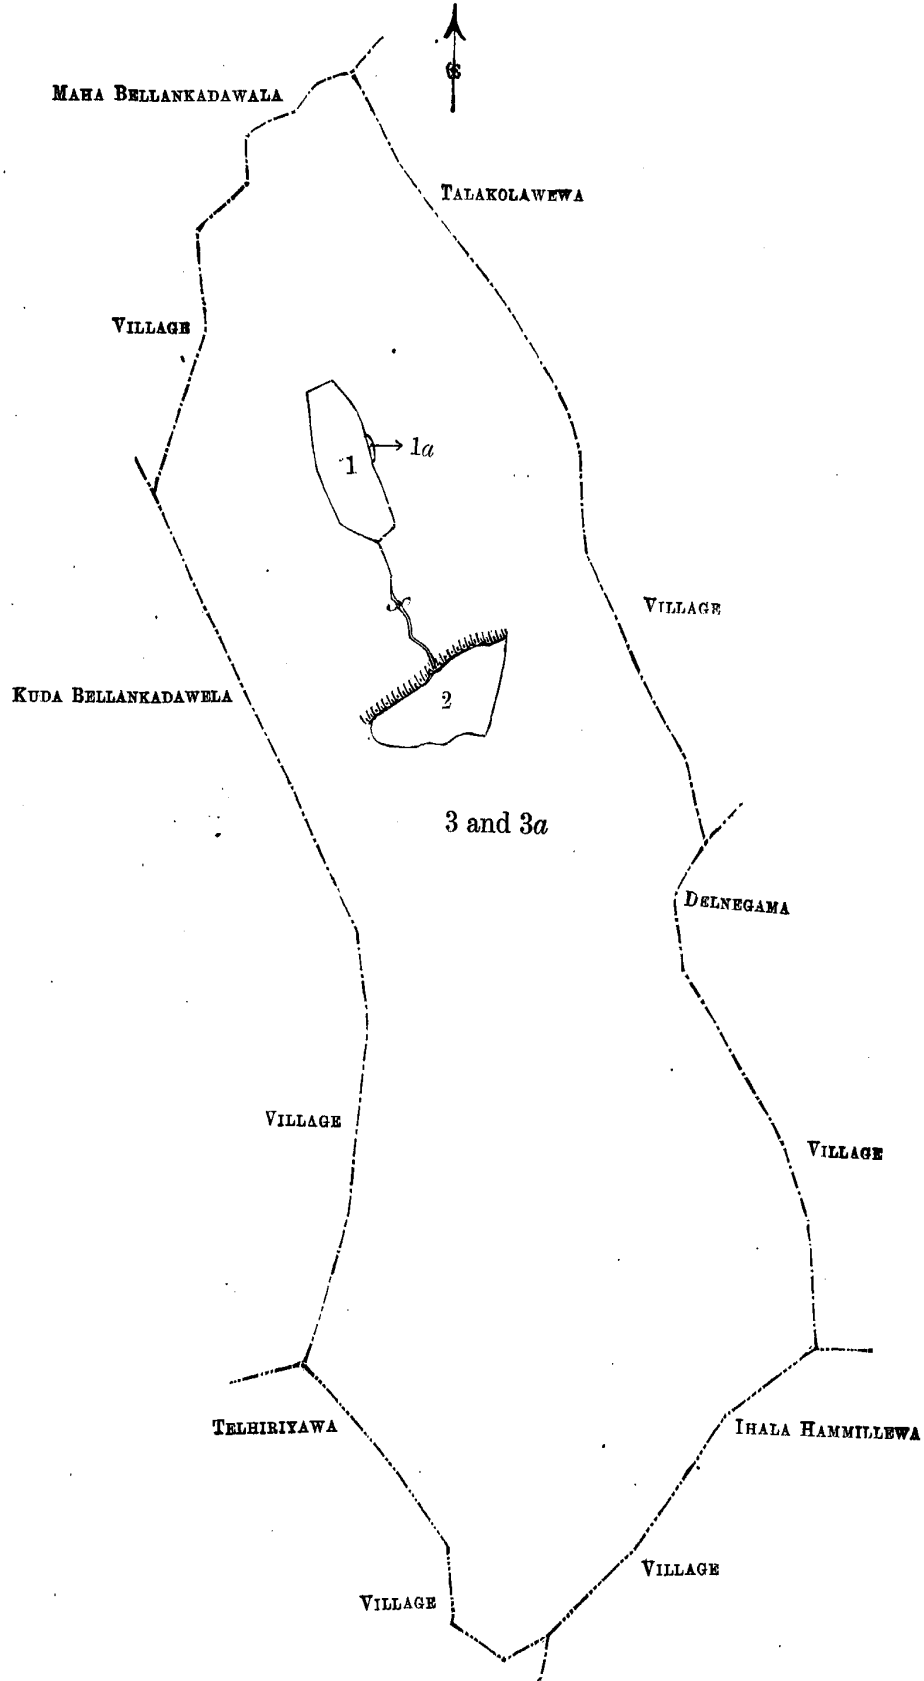 MAHA BELLANKADAWALA
TALAKOLAWEWA
VILLAGE
1a
1
VILLAGE
KUDA BELLANKADAWELA
2
3 and 3a
DELNEGAMA
VILLAGE
VILLAGE
TELHIRIYAWA
IHALA HAMMILLEWA
VILLAGE
VILLAGE